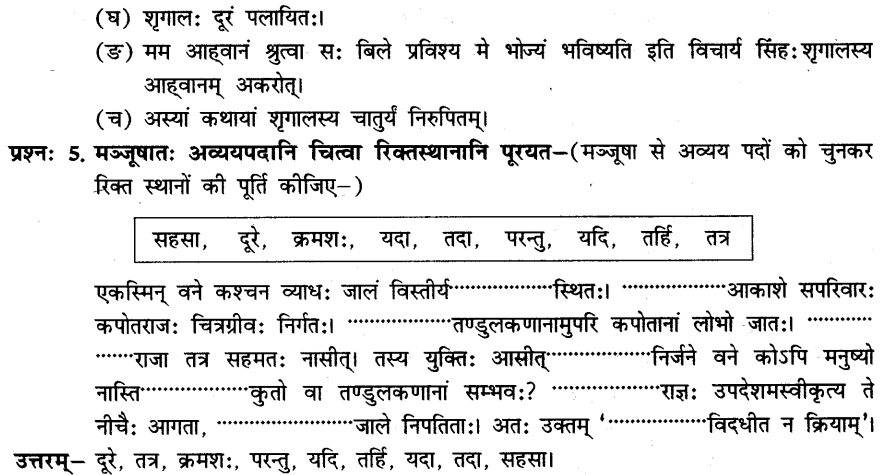 (घ) शृगालः दूरं पलायितः।
(ङ) मम आह्वानं श्रुत्वा सः बिले प्रविश्य मे भोज्यं भविष्यति इति विचार्य सिंहःशृगालस्य
आह्वानम् अकरोत्।
(च) अस्यां कथायां शृगालस्य चातुर्यं निरुपितम्।
प्रश्नः 5. मञ्जूषातः अव्ययपदानि चित्वा रिक्तस्थानानि पूरयत–(मञ्जूषा से अव्यय पदों को चुनकर
रिक्त स्थानों की पूर्ति कीजिए–)
सहसा, दूरे, क्रमशः, यदा, तदा, परन्तु, यदि, तर्हि, तत्र
एकस्मिन् वने कश्चन व्याधः जालं विस्तीर्य..................स्थितः। ...................आकाशे सपरिवारः
कपोतराजः चित्रग्रीवः निर्गतः। ...................तण्डुलकणानामुपरि कपोतानां लोभो जातः। ............
.......राजा तत्र सहमतः नासीत्। तस्य युक्तिः आसीत्...................निर्जने वने कोऽपि मनुष्यो
नास्ति...................कुतो वा तण्डुलकणानां सम्भवः? ...................राज्ञः उपदेशमस्वीकृत्य ते
नीचैः आगता, .........................जाले निपतिताः। अतः उक्तम् ‘..................विदधीत न क्रियाम्’।
उत्तरम्– दूरे, तत्र, क्रमशः, परन्तु, यदि, तर्हि, यदा, तदा, सहसा।